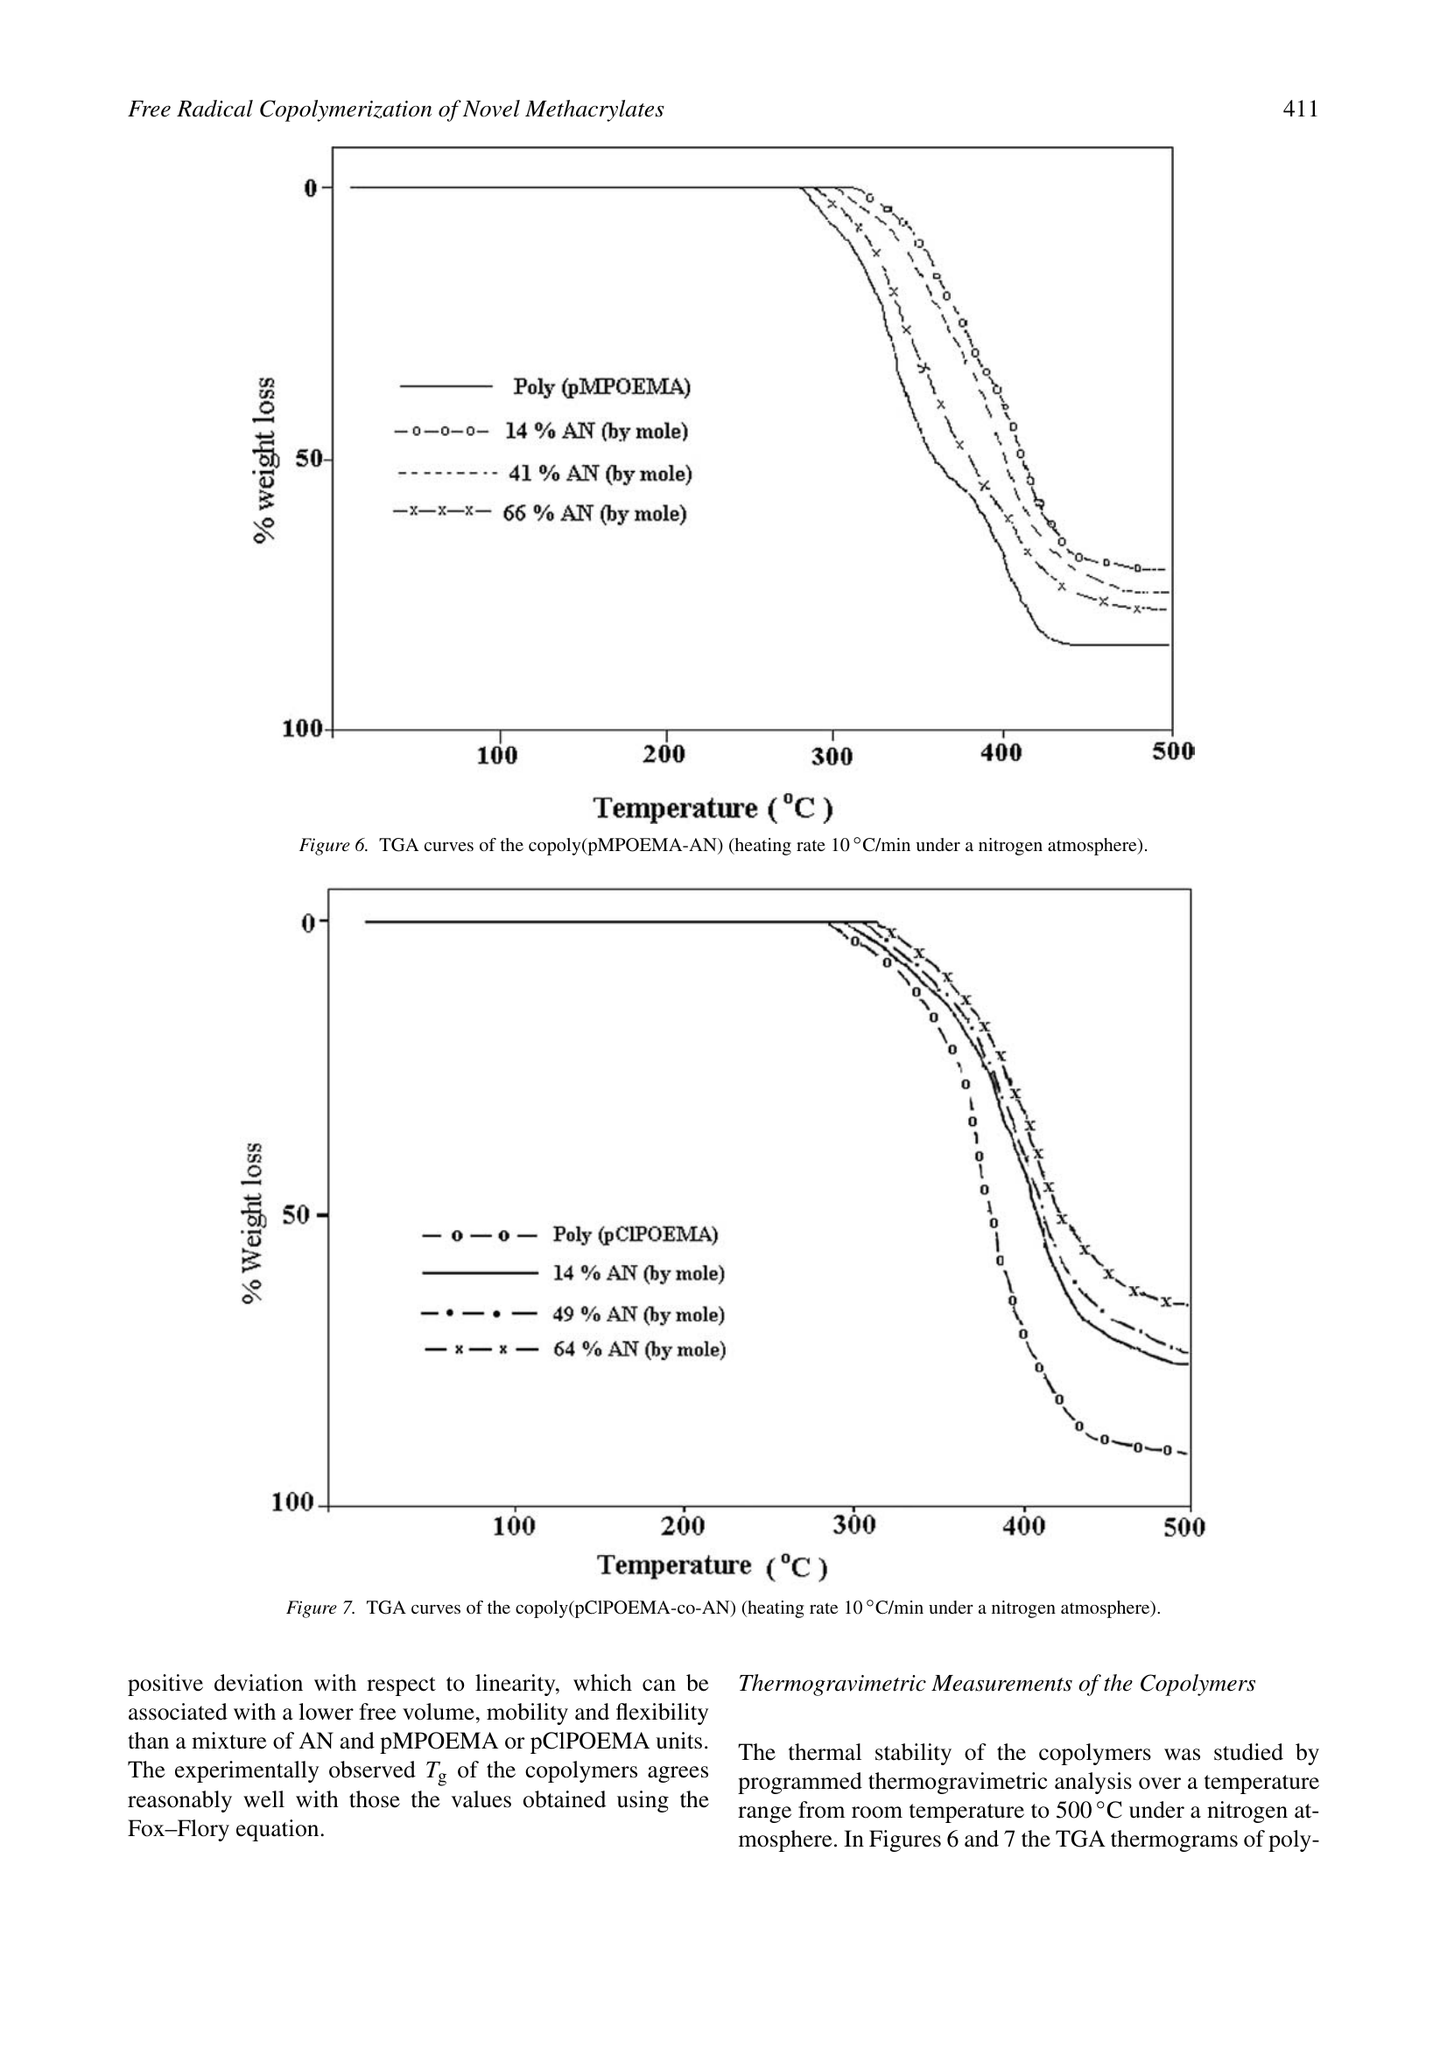 Free Radical Copolymerization of Novel Methacrylates 411
0
50
100
% weight loss
Poly (pMPOEMA)
14 % AN (by mole)
41 % AN (by mole)
66 % AN (by mole)
100 200 300 400 500
Temperature (°C)
Figure 6. TGA curves of the copoly(pMPOEMA-AN) (heating rate 10 °C/min under a nitrogen atmosphere).
0
50
100
% Weight loss
Poly (pClPOEMA)
14 % AN (by mole)
49 % AN (by mole)
64 % AN (by mole)
100 200 300 400 500
Temperature (°C)
Figure 7. TGA curves of the copoly(pClPOEMA-co-AN) (heating rate 10 °C/min under a nitrogen atmosphere).
positive deviation with respect to linearity, which can be
associated with a lower free volume, mobility and flexibility
than a mixture of AN and pMPOEMA or pClPOEMA units.
The experimentally observed Tg of the copolymers agrees
reasonably well with those the values obtained using the
Fox–Flory equation.
Thermogravimetric Measurements of the Copolymers
The thermal stability of the copolymers was studied by
programmed thermogravimetric analysis over a temperature
range from room temperature to 500 °C under a nitrogen at-
mosphere. In Figures 6 and 7 the TGA thermograms of poly-